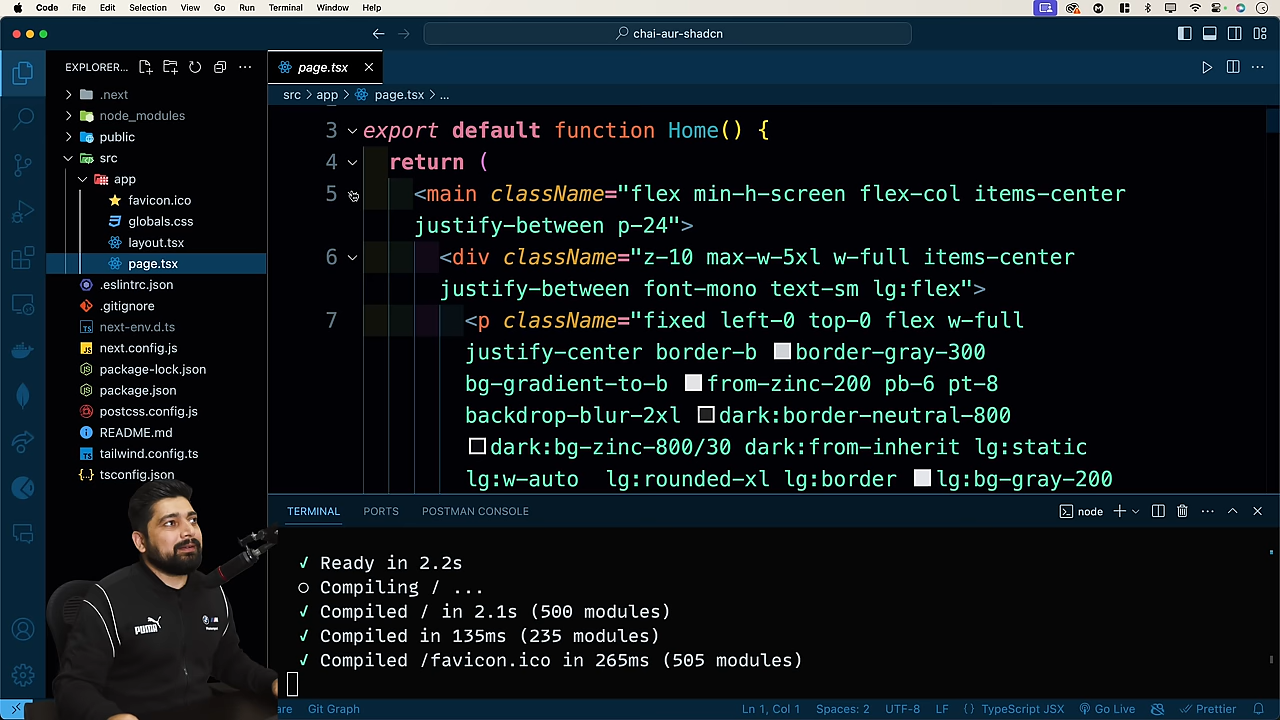 Code File Edit Selection View Go Run Terminal Window Help
chai-aur-shadcn
EXPLORER...
page.tsx
src > app > page.tsx > ...
.next
node_modules
public
src
app
favicon.ico
globals.css
layout.tsx
page.tsx
.eslintrc.json
.gitignore
next-env.d.ts
next.config.js
package-lock.json
package.json
postcss.config.js
README.md
tailwind.config.ts
tsconfig.json
3 export default function Home() {
4 return (
5 <main className="flex min-h-screen flex-col items-center
justify-between p-24">
6 <div className="z-10 max-w-5xl w-full items-center
justify-between font-mono text-sm lg:flex">
7 <p className="fixed left-0 top-0 flex w-full
justify-center border-b border-gray-300
bg-gradient-to-b from-zinc-200 pb-6 pt-8
backdrop-blur-2xl dark:border-neutral-800
dark:bg-zinc-800/30 dark:from-inherit lg:static
lg:w-auto  lg:rounded-xl lg:border lg:bg-gray-200
TERMINAL PORTS POSTMAN CONSOLE
node
✓ Ready in 2.2s
○ Compiling / ...
✓ Compiled / in 2.1s (500 modules)
✓ Compiled in 135ms (235 modules)
✓ Compiled /favicon.ico in 265ms (505 modules)
PUMA
are Git Graph Ln 1, Col 1 Spaces: 2 UTF-8 LF {} TypeScript JSX Go Live Prettier